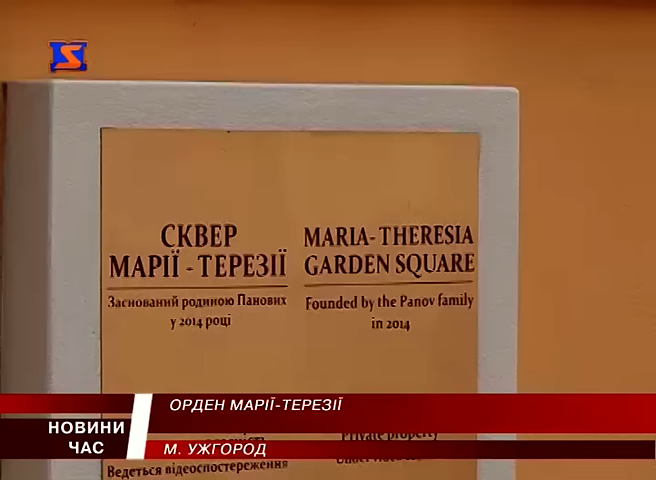 СКВЕР
МАРІЇ - ТЕРЕЗІЇ
Заснований родиною Панових
у 2014 році
MARIA-THERESIA
GARDEN SQUARE
Founded by the Panov family
in 2014
ОРДЕН МАРІЇ-ТЕРЕЗІЇ
НОВИНИ
ЧАС
М. УЖГОРОД
Private property
Ведеться відеоспостереження